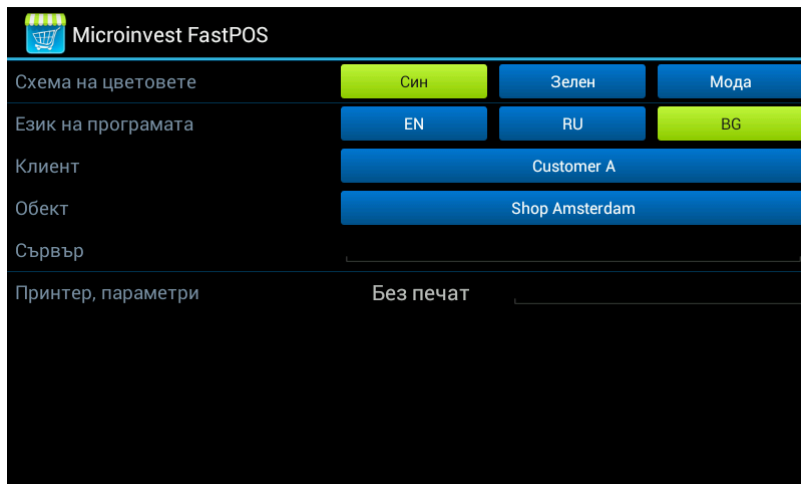 Microinvest FastPOS
Схема на цветовете Син Зелен Мода
Език на програмата EN RU BG
Клиент Customer A
Обект Shop Amsterdam
Сървър
Принтер, параметри Без печат